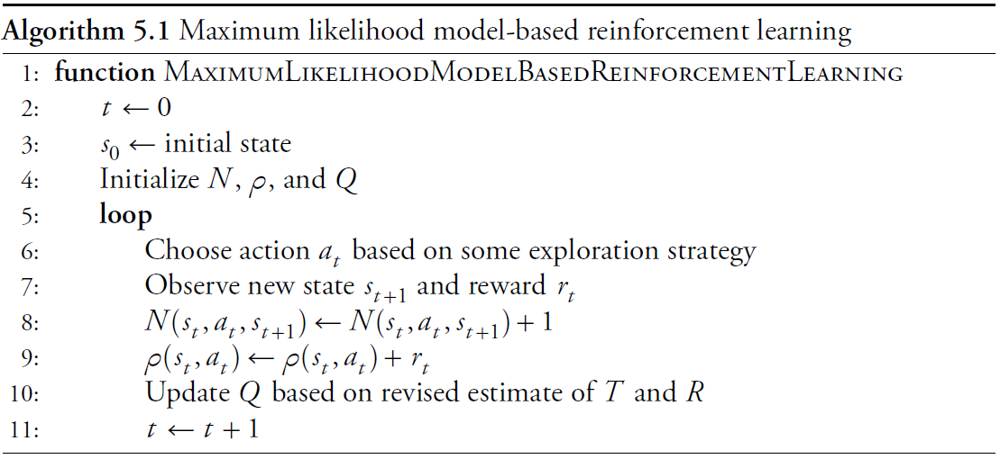 Algorithm 5.1 Maximum likelihood model-based reinforcement learning
1: function MaximumLikelihoodModelBasedReinforcementLearning
2: t ← 0
3: s₀ ← initial state
4: Initialize N, ρ, and Q
5: loop
6: Choose action aₜ based on some exploration strategy
7: Observe new state sₜ₊₁ and reward rₜ
8: N(sₜ, aₜ, sₜ₊₁) ← N(sₜ, aₜ, sₜ₊₁) + 1
9: ρ(sₜ, aₜ) ← ρ(sₜ, aₜ) + rₜ
10: Update Q based on revised estimate of T and R
11: t ← t + 1